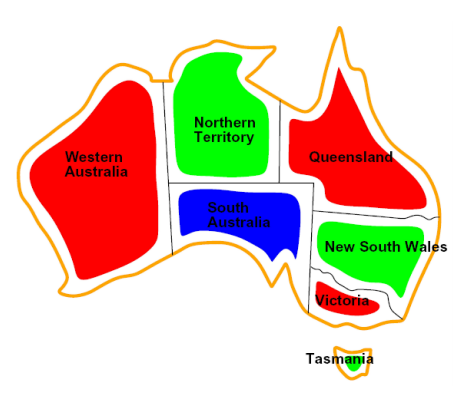 Northern
Territory
Western
Australia
Queensland
South
Australia
New South Wales
Victoria
Tasmania